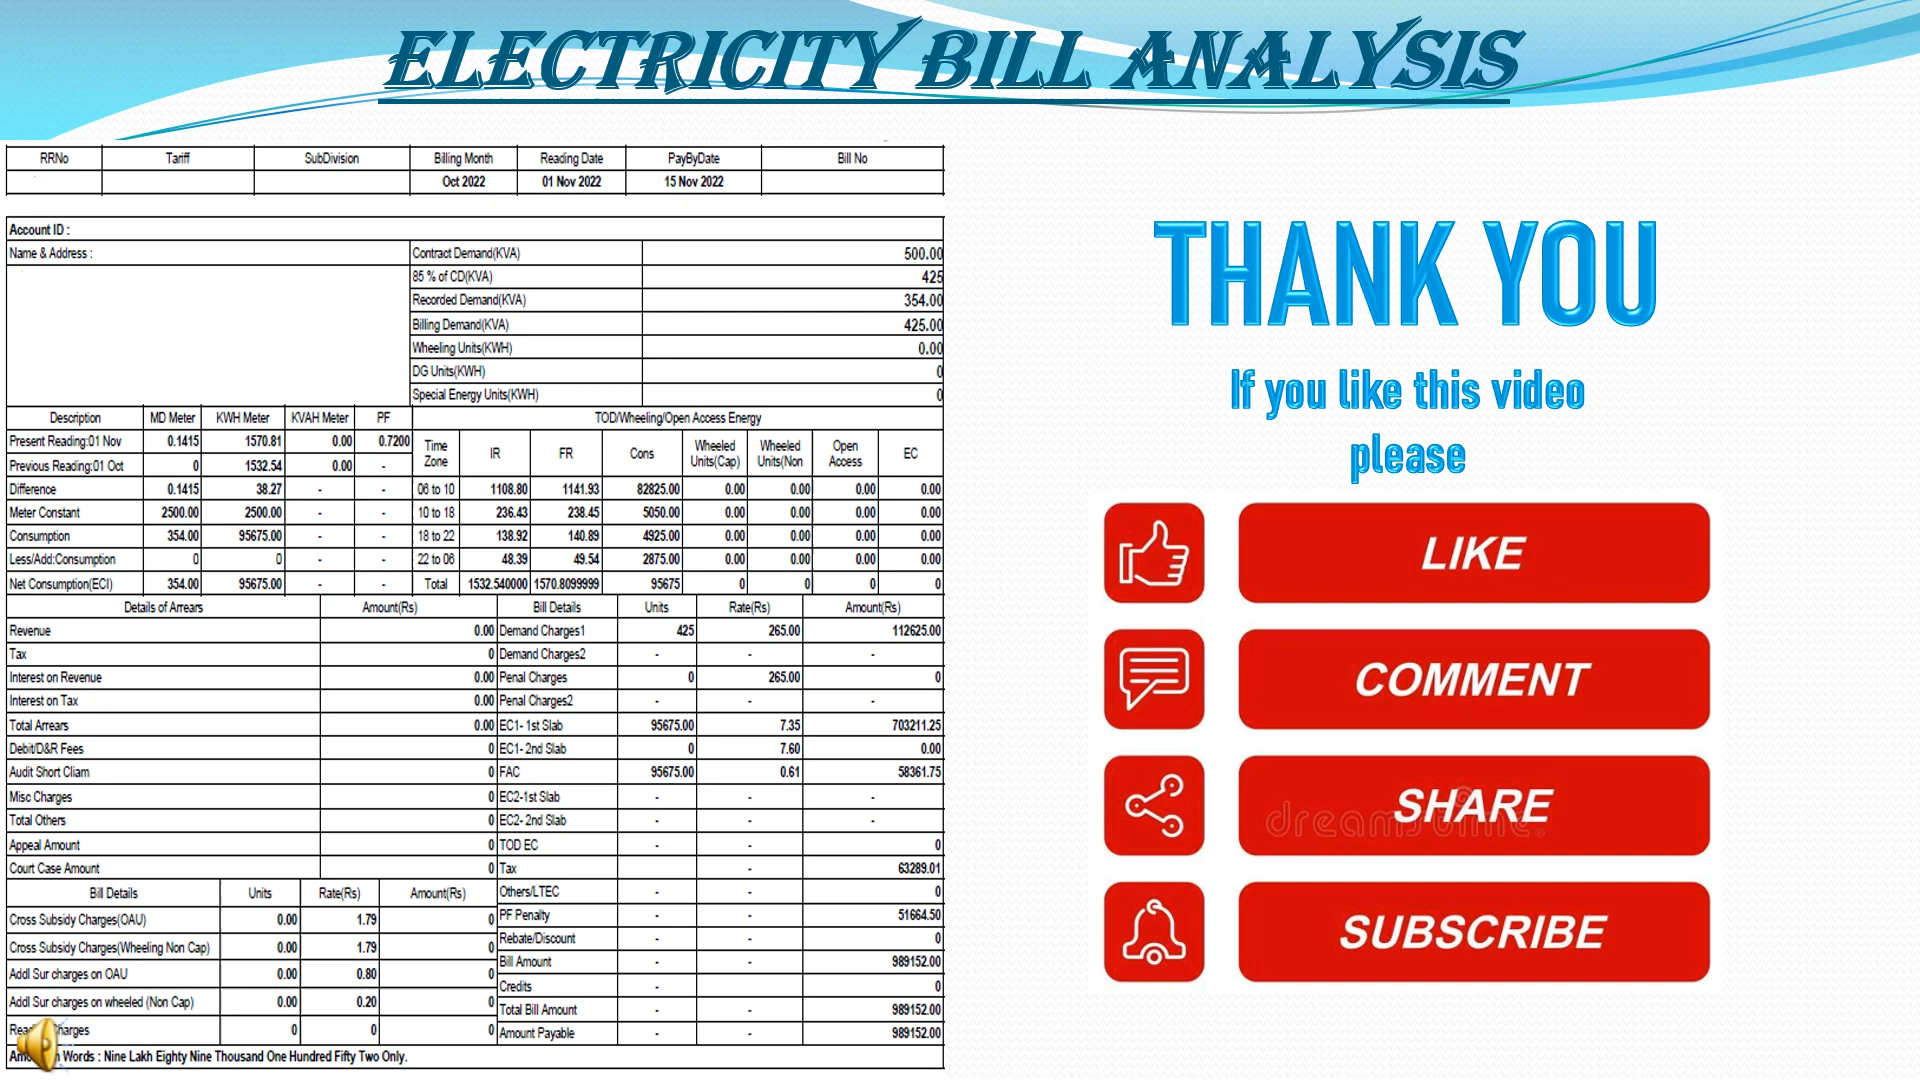 ELECTRICITY BILL ANALYSIS
RRNo Tariff SubDivision Billing Month Reading Date PayByDate Bill No
Oct 2022 01 Nov 2022 15 Nov 2022
Account ID :
Name & Address : Contract Demand(KVA) 500.00
85 % of CD(KVA) 425
Recorded Demand(KVA) 354.00
Billing Demand(KVA) 425.00
Wheeling Units(KWH) 0.00
DG Units(KWH) 0
Special Energy Units(KWH) 0
Description MD Meter KWH Meter KVAH Meter PF TOD/Wheeling/Open Access Energy
Present Reading:01 Nov 0.1415 1570.81 0.00 0.7200
Time Zone IR FR Cons Wheeled Units(Cap) Wheeled Units(Non Open Access EC
Previous Reading:01 Oct 0 1532.54 0.00 -
Difference 0.1415 38.27 - - 06 to 10 1108.80 1141.93 82825.00 0.00 0.00 0.00 0.00
Meter Constant 2500.00 2500.00 - - 10 to 18 236.43 238.45 5050.00 0.00 0.00 0.00 0.00
Consumption 354.00 95675.00 - - 18 to 22 138.92 140.89 4925.00 0.00 0.00 0.00 0.00
Less/Add:Consumption 0 0 - - 22 to 06 48.39 49.54 2875.00 0.00 0.00 0.00 0.00
Net Consumption(ECI) 354.00 95675.00 - - Total 1532.540000 1570.8099999 95675 0 0 0 0
Details of Arrears Amount(Rs) Bill Details Units Rate(Rs) Amount(Rs)
Revenue 0.00 Demand Charges1 425 265.00 112625.00
Tax 0 Demand Charges2 - - -
Interest on Revenue 0.00 Penal Charges 0 265.00 0
Interest on Tax 0.00 Penal Charges2 - - -
Total Arrears 0.00 EC1- 1st Slab 95675.00 7.35 703211.25
Debit/D&R Fees 0 EC1- 2nd Slab 0 7.60 0.00
Audit Short Cliam 0 FAC 95675.00 0.61 58361.75
Misc Charges 0 EC2-1st Slab - - -
Total Others 0 EC2- 2nd Slab - - -
Appeal Amount 0 TOD EC - - 0
Court Case Amount 0 Tax - 63289.01
Bill Details Units Rate(Rs) Amount(Rs) Others/LTEC - - 0
Cross Subsidy Charges(OAU) 0.00 1.79 0 PF Penalty - - 51664.50
Rebate/Discount - - 0
Cross Subsidy Charges(Wheeling Non Cap) 0.00 1.79 0
Bill Amount - - 989152.00
Addl Sur charges on OAU 0.00 0.80 0
Credits - 0
Addl Sur charges on wheeled (Non Cap) 0.00 0.20 0
Total Bill Amount - - 989152.00
charges 0 0 0 Amount Payable - - 989152.00
Words : Nine Lakh Eighty Nine Thousand One Hundred Fifty Two Only.
THANK YOU
If you like this video
please
LIKE
COMMENT
SHARE
dreamstime.
SUBSCRIBE